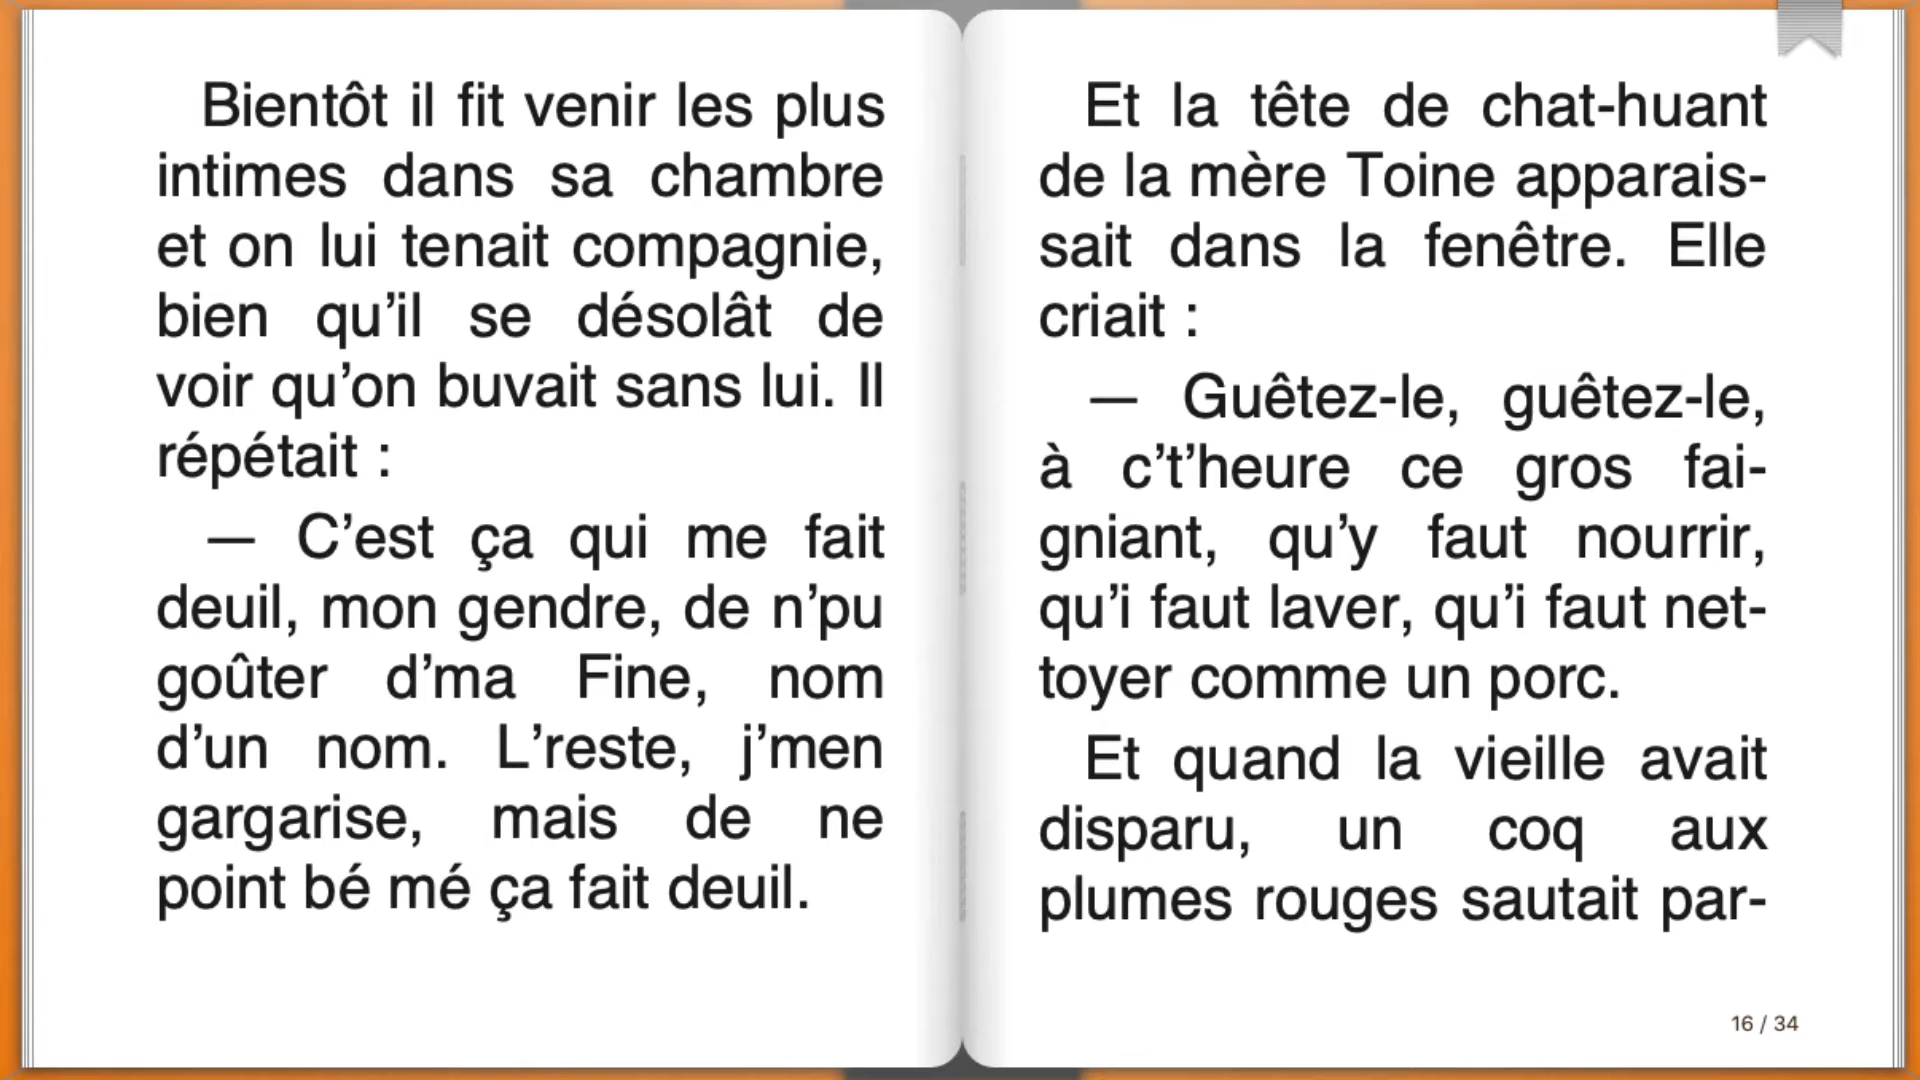 Bientôt il fit venir les plus
intimes dans sa chambre
et on lui tenait compagnie,
bien qu’il se désolât de
voir qu’on buvait sans lui. Il
répétait :
— C’est ça qui me fait
deuil, mon gendre, de n’pu
goûter d’ma Fine, nom
d’un nom. L’reste, j’men
gargarise, mais de ne
point bé mé ça fait deuil.
Et la tête de chat-huant
de la mère Toine apparais-
sait dans la fenêtre. Elle
criait :
— Guêtez-le, guêtez-le,
à c’t’heure ce gros fai-
gniant, qu’y faut nourrir,
qu’i faut laver, qu’i faut net-
toyer comme un porc.
Et quand la vieille avait
disparu, un coq aux
plumes rouges sautait par-
16 / 34